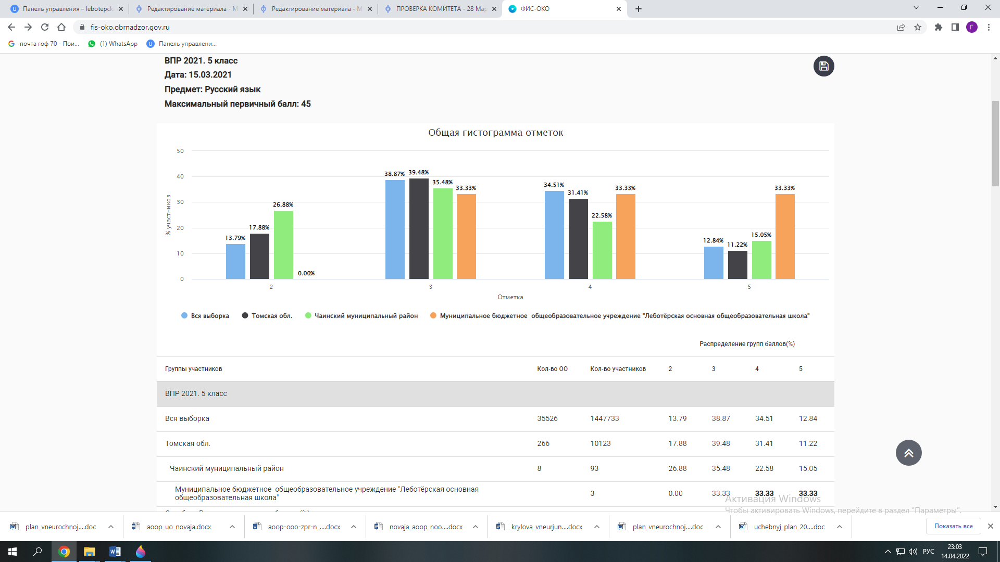 Панель управления – lebotepck
Редактирование материала - М
Редактирование материала - М
ПРОВЕРКА КОМИТЕТА - 28 Мар
ФИС-ОКО
fis-oko.obrnadzor.gov.ru
Г
почта гоф 70 - Пои...
(1) WhatsApp
Панель управлени...
ВПР 2021. 5 класс
Дата: 15.03.2021
Предмет: Русский язык
Максимальный первичный балл: 45
Общая гистограмма отметок
% участников
50
40
30
20
10
0
13.79% 17.88% 26.88% 0.00%
38.87% 39.48% 35.48% 33.33%
34.51% 31.41% 22.58% 33.33%
12.84% 11.22% 15.05% 33.33%
2 3 4 5
Отметка
Вся выборка Томская обл. Чаинский муниципальный район Муниципальное бюджетное общеобразовательное учреждение "Леботёрская основная общеобразовательная школа"
Распределение групп баллов(%)
Группы участников Кол-во ОО Кол-во участников 2 3 4 5
ВПР 2021. 5 класс
Вся выборка 35526 1447733 13.79 38.87 34.51 12.84
Томская обл. 266 10123 17.88 39.48 31.41 11.22
Чаинский муниципальный район 8 93 26.88 35.48 22.58 15.05
Муниципальное бюджетное общеобразовательное учреждение "Леботёрская основная
общеобразовательная школа"
3 0.00 33.33 33.33 33.33
Активация Windows
Чтобы активировать Windows, перейдите в раздел "Параметры".
plan_vneurochnoj....doc
aoop_uo_novaja.docx
aoop-ooo-zpr-n_....docx
novaja_aoop_noo....docx
krylova_vneurjun....docx
plan_vneurochnoj....doc
uchebnyj_plan_20....doc
Показать все
РУС
23:03
14.04.2022